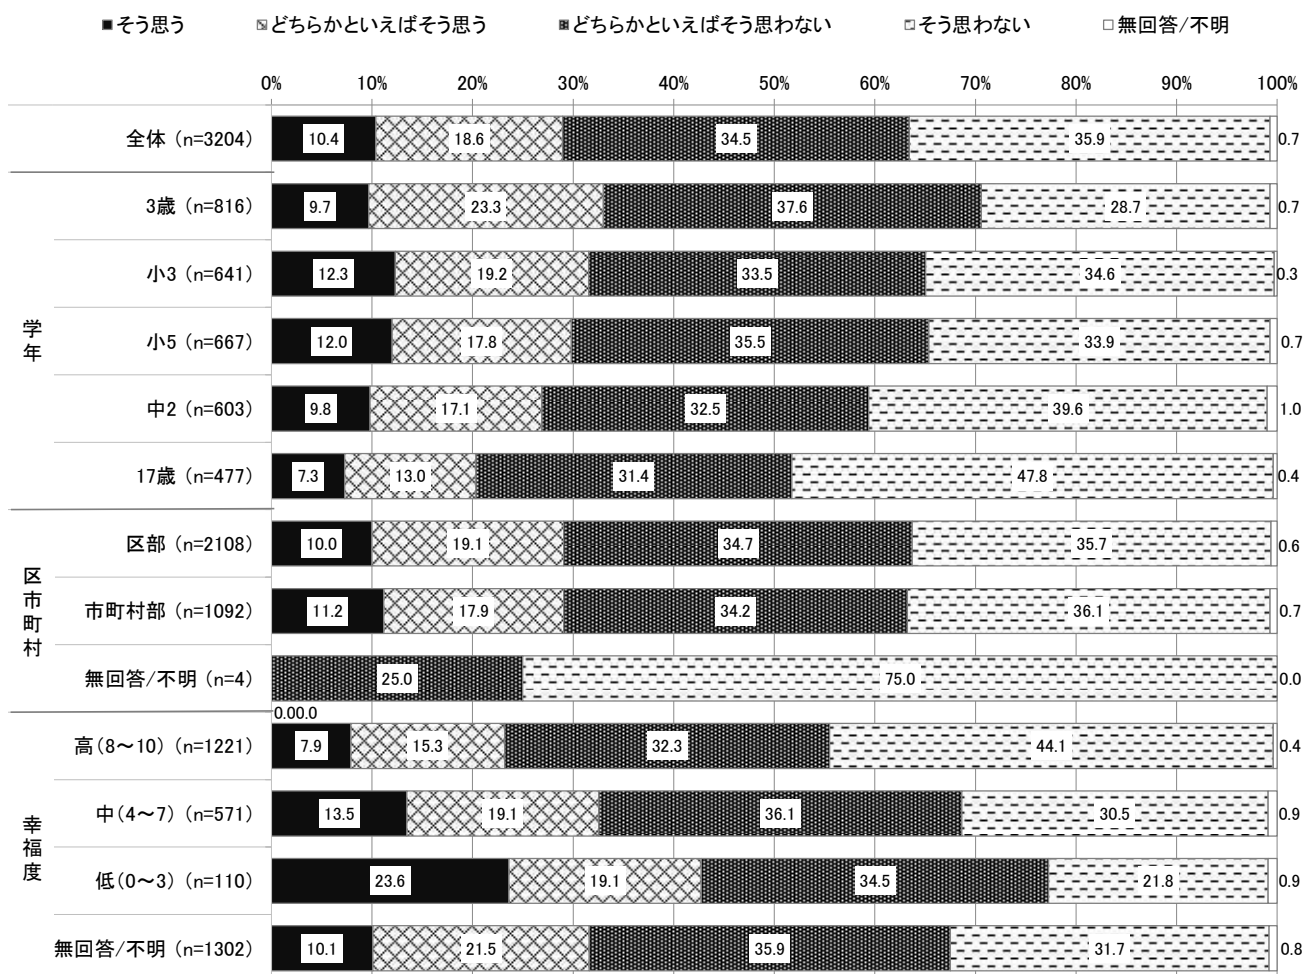 ■そう思う どちらかといえばそう思う どちらかといえばそう思わない そう思わない □無回答/不明
0% 10% 20% 30% 40% 50% 60% 70% 80% 90% 100%
全体 (n=3204) 10.4 18.6 34.5 35.9 0.7
学年
3歳 (n=816) 9.7 23.3 37.6 28.7 0.7
小3 (n=641) 12.3 19.2 33.5 34.6 0.3
小5 (n=667) 12.0 17.8 35.5 33.9 0.7
中2 (n=603) 9.8 17.1 32.5 39.6 1.0
17歳 (n=477) 7.3 13.0 31.4 47.8 0.4
区市町村
区部 (n=2108) 10.0 19.1 34.7 35.7 0.6
市町村部 (n=1092) 11.2 17.9 34.2 36.1 0.7
無回答/不明 (n=4) 25.0 75.0 0.0
0.00.0
幸福度
高(8～10) (n=1221) 7.9 15.3 32.3 44.1 0.4
中(4～7) (n=571) 13.5 19.1 36.1 30.5 0.9
低(0～3) (n=110) 23.6 19.1 34.5 21.8 0.9
無回答/不明 (n=1302) 10.1 21.5 35.9 31.7 0.8